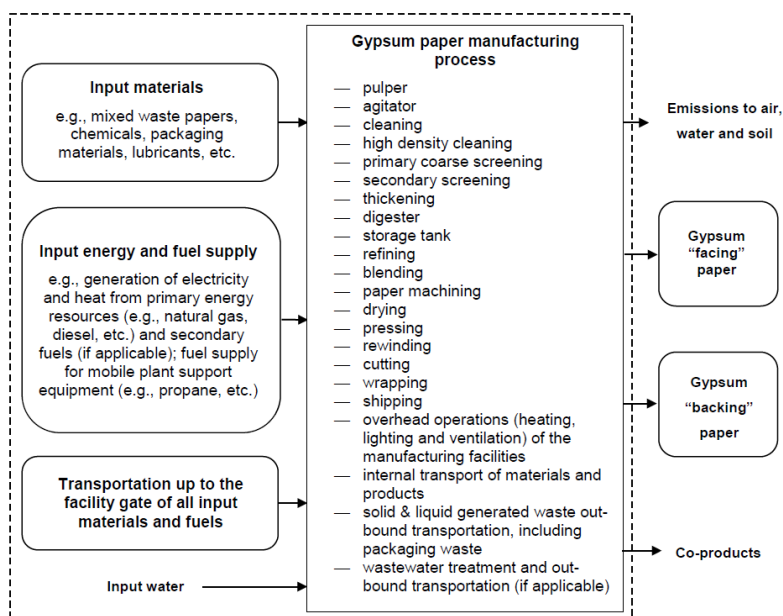 Input materials
e.g., mixed waste papers,
chemicals, packaging
materials, lubricants, etc.
Input energy and fuel supply
e.g., generation of electricity
and heat from primary energy
resources (e.g., natural gas,
diesel, etc.) and secondary
fuels (if applicable); fuel supply
for mobile plant support
equipment (e.g., propane, etc.)
Transportation up to the
facility gate of all input
materials and fuels
Input water
Gypsum paper manufacturing
process
— pulper
— agitator
— cleaning
— high density cleaning
— primary coarse screening
— secondary screening
— thickening
— digester
— storage tank
— refining
— blending
— paper machining
— drying
— pressing
— rewinding
— cutting
— wrapping
— shipping
— overhead operations (heating,
lighting and ventilation) of the
manufacturing facilities
— internal transport of materials and
products
— solid & liquid generated waste out-
bound transportation, including
packaging waste
— wastewater treatment and out-
bound transportation (if applicable)
Emissions to air,
water and soil
Gypsum
“facing”
paper
Gypsum
“backing”
paper
Co-products